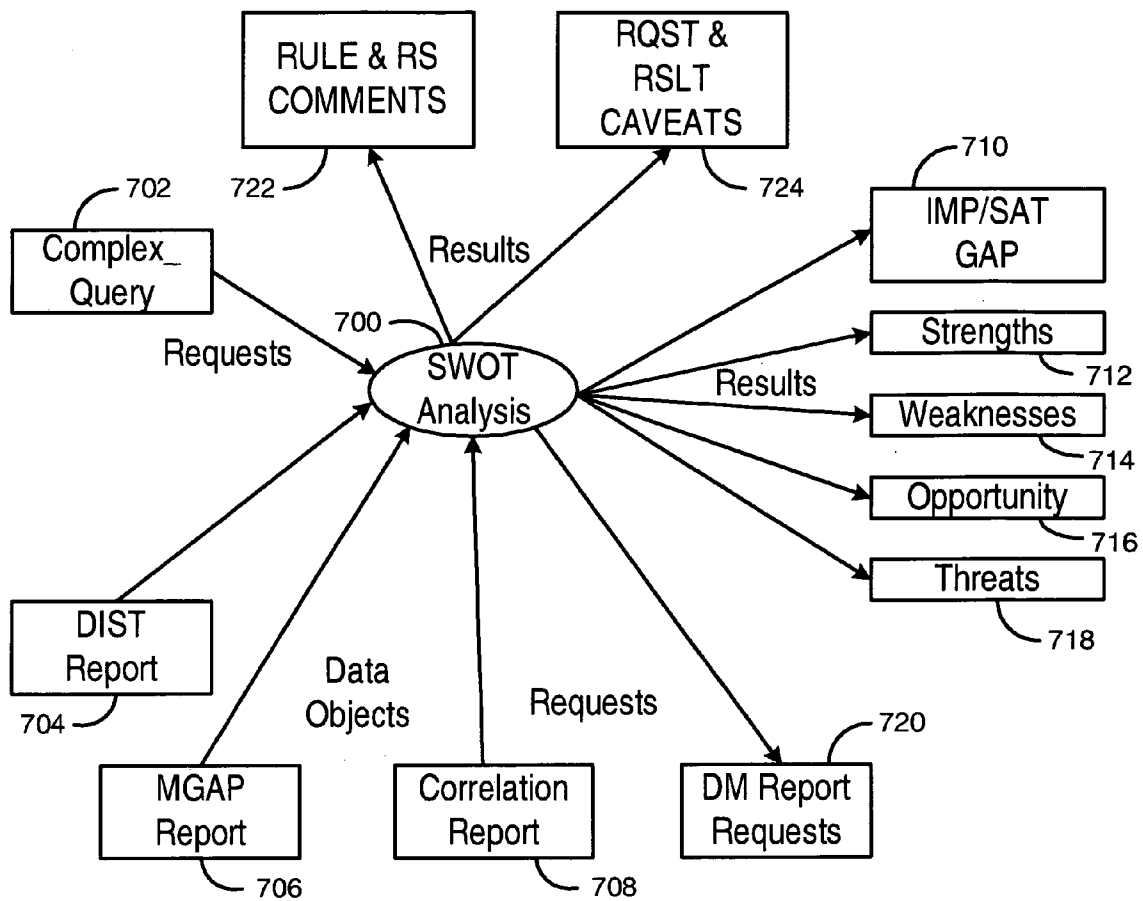 RULE & RS
COMMENTS
722
RQST &
RSLT
CAVEATS
724
702
Complex_
Query
Requests
Results
700
SWOT
Analysis
710
IMP/SAT
GAP
Strengths
712
Results
Weaknesses
714
Opportunity
716
Threats
718
DIST
Report
704
Data
Objects
Requests
720
MGAP
Report
706
Correlation
Report
708
DM Report
Requests